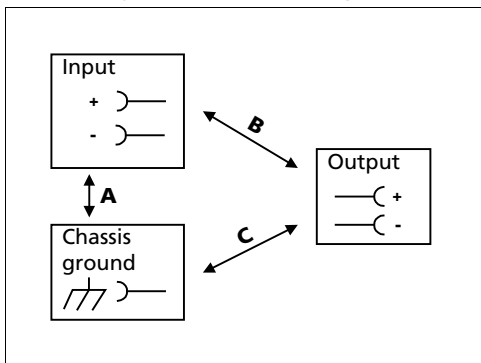 Input
+
-
A
B
Chassis
ground
C
Output
+
-